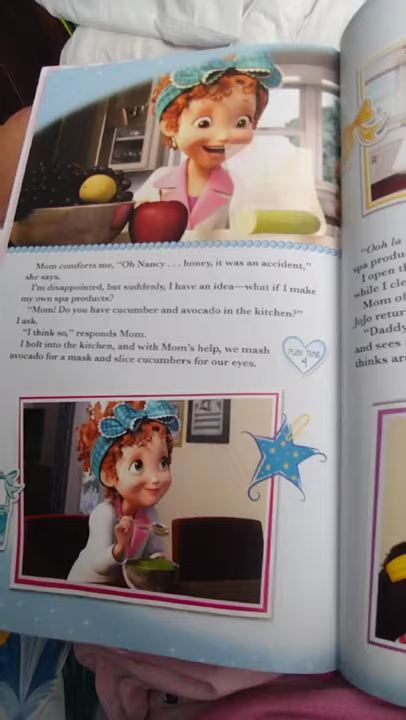 Mom comforts me, "Oh Nancy . . . honey, it was an accident,"
she says.
I'm disappointed, but suddenly, I have an idea—what if I make
my own spa products?
"Mom! Do you have cucumber and avocado in the kitchen?"
I ask.
"I think so," responds Mom.
I bolt into the kitchen, and with Mom's help, we mash
avocado for a mask and slice cucumbers for our eyes.
PLAY TUNE
4
"Ooh la
spa produ
I open th
while I cle
Mom of
JoJo retur
"Daddy
and sees
thinks are